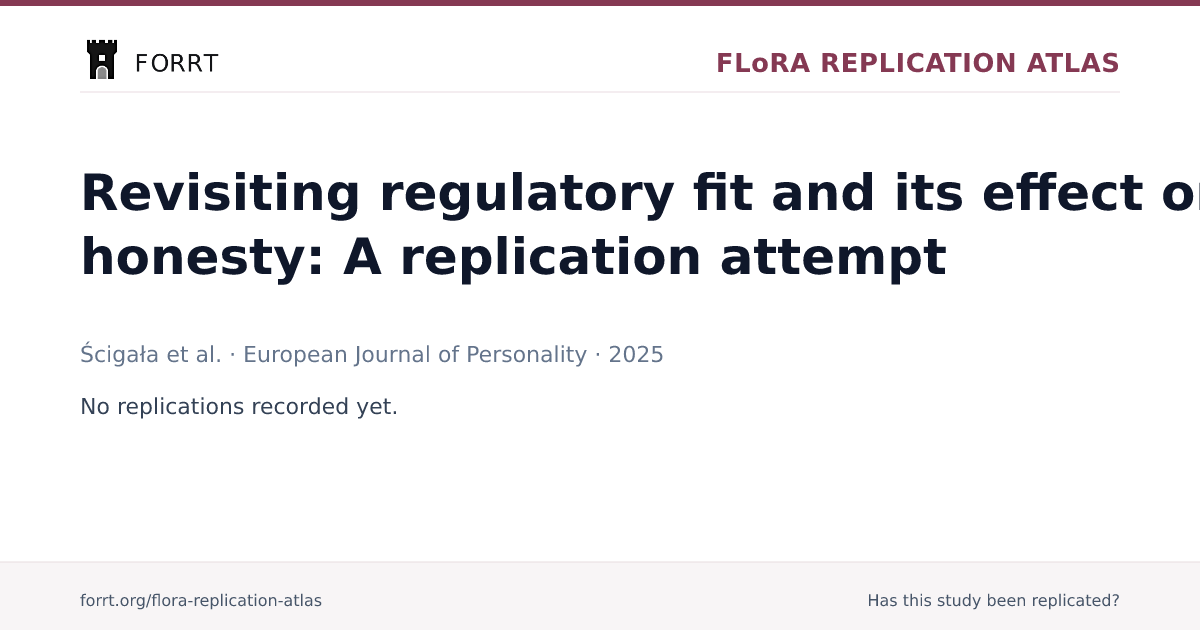 FORRT
FLoRA REPLICATION ATLAS
Revisiting regulatory fit and its effect
honesty: A replication attempt
Ścigała et al. · European Journal of Personality · 2025
No replications recorded yet.
forrt.org/flora-replication-atlas
Has this study been replicated?